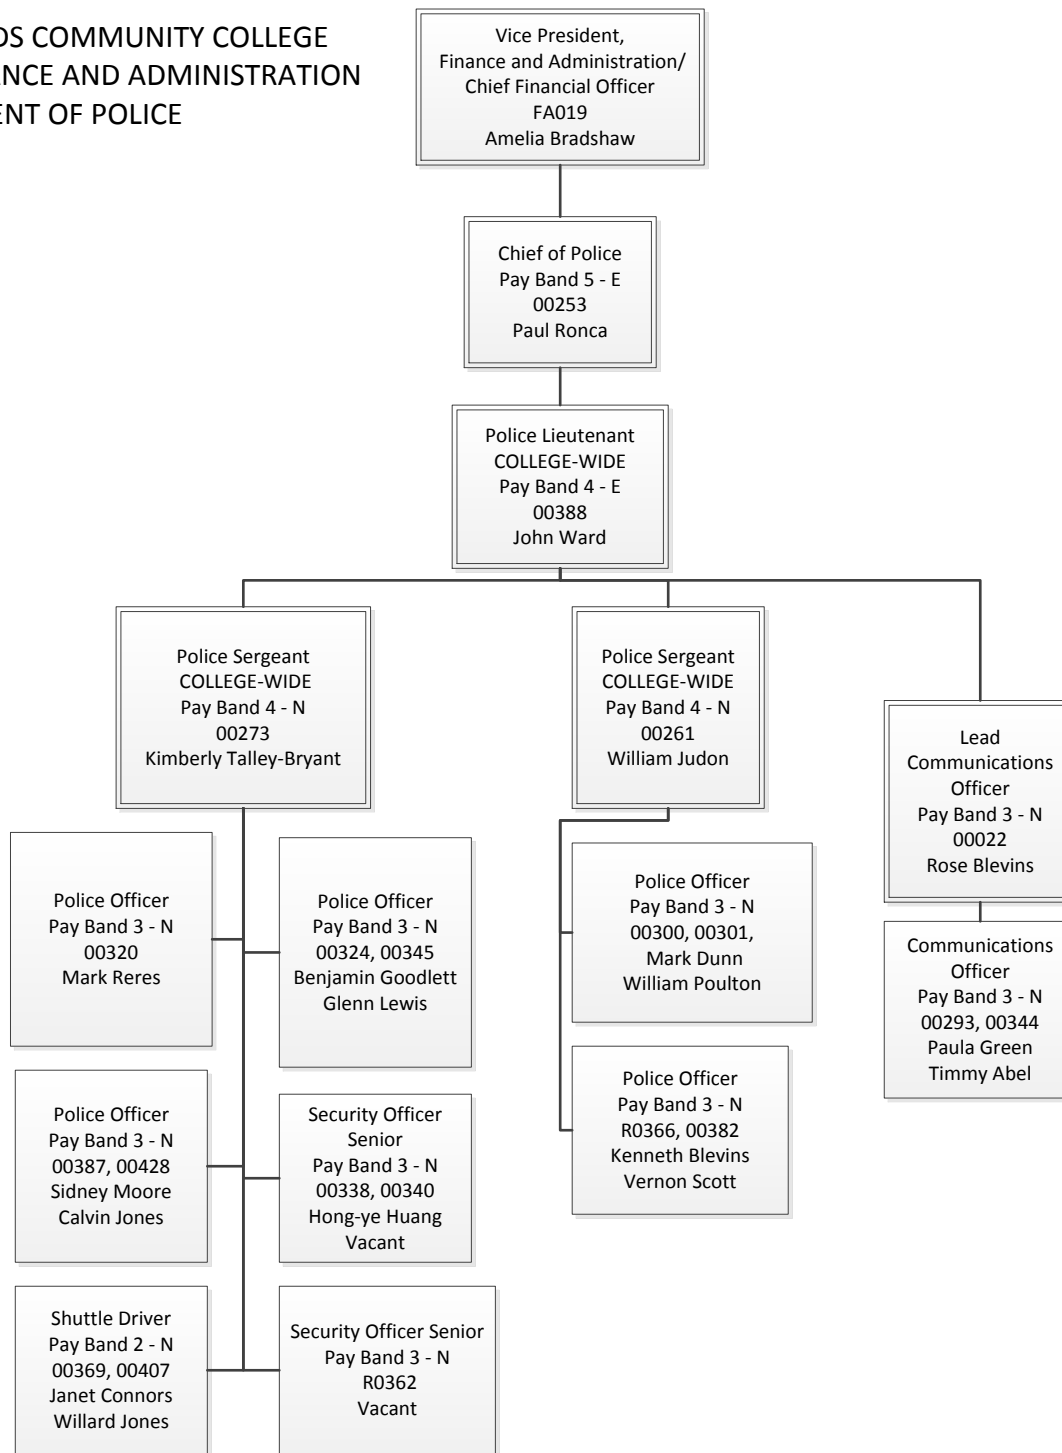 DS COMMUNITY COLLEGE
ANCE AND ADMINISTRATION
ENT OF POLICE
Vice President,
Finance and Administration/
Chief Financial Officer
FA019
Amelia Bradshaw
Chief of Police
Pay Band 5 - E
00253
Paul Ronca
Police Lieutenant
COLLEGE-WIDE
Pay Band 4 - E
00388
John Ward
Police Sergeant
COLLEGE-WIDE
Pay Band 4 - N
00273
Kimberly Talley-Bryant
Police Sergeant
COLLEGE-WIDE
Pay Band 4 - N
00261
William Judon
Lead
Communications
Officer
Pay Band 3 - N
00022
Rose Blevins
Police Officer
Pay Band 3 - N
00320
Mark Reres
Police Officer
Pay Band 3 - N
00324, 00345
Benjamin Goodlett
Glenn Lewis
Police Officer
Pay Band 3 - N
00300, 00301,
Mark Dunn
William Poulton
Communications
Officer
Pay Band 3 - N
00293, 00344
Paula Green
Timmy Abel
Police Officer
Pay Band 3 - N
00387, 00428
Sidney Moore
Calvin Jones
Security Officer
Senior
Pay Band 3 - N
00338, 00340
Hong-ye Huang
Vacant
Police Officer
Pay Band 3 - N
R0366, 00382
Kenneth Blevins
Vernon Scott
Shuttle Driver
Pay Band 2 - N
00369, 00407
Janet Connors
Willard Jones
Security Officer Senior
Pay Band 3 - N
R0362
Vacant